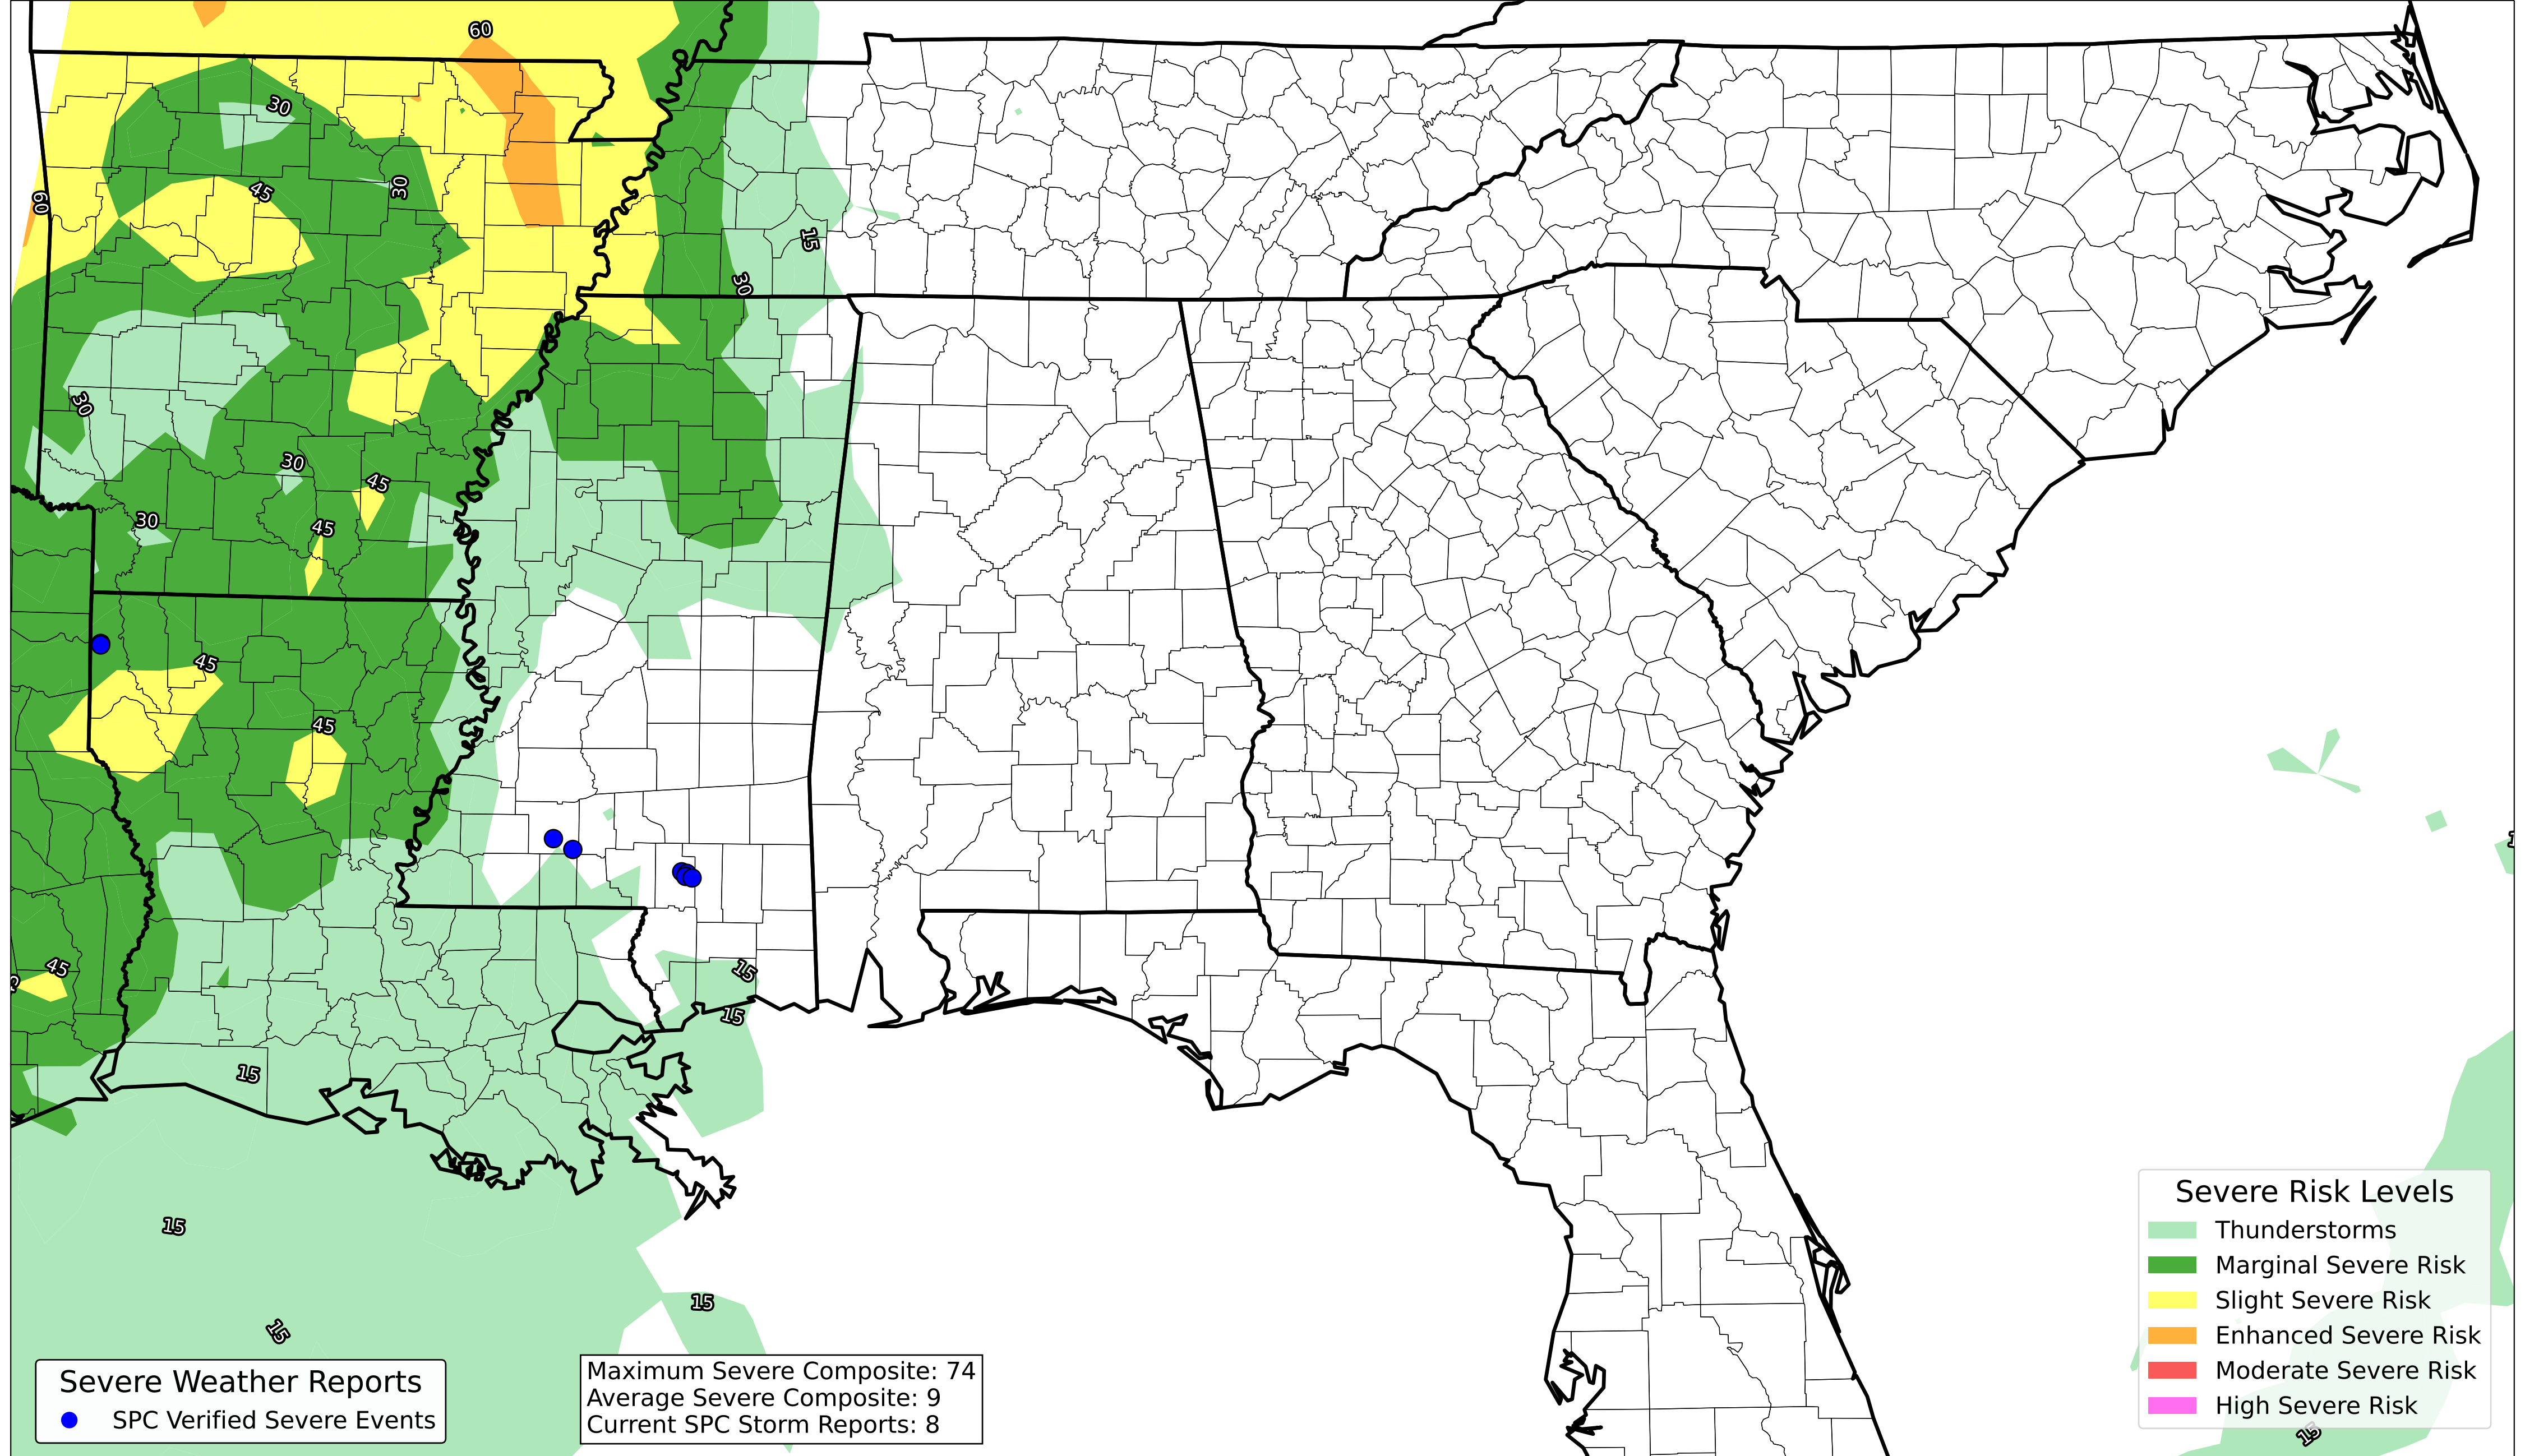 60
30
45
30
60
15
30
30
30
45
30
45
45
45
15
45
15
15
15
15
15
15
Severe Risk Levels
Thunderstorms
Marginal Severe Risk
Slight Severe Risk
Enhanced Severe Risk
Moderate Severe Risk
High Severe Risk
Severe Weather Reports
SPC Verified Severe Events
Maximum Severe Composite: 74
Average Severe Composite: 9
Current SPC Storm Reports: 8